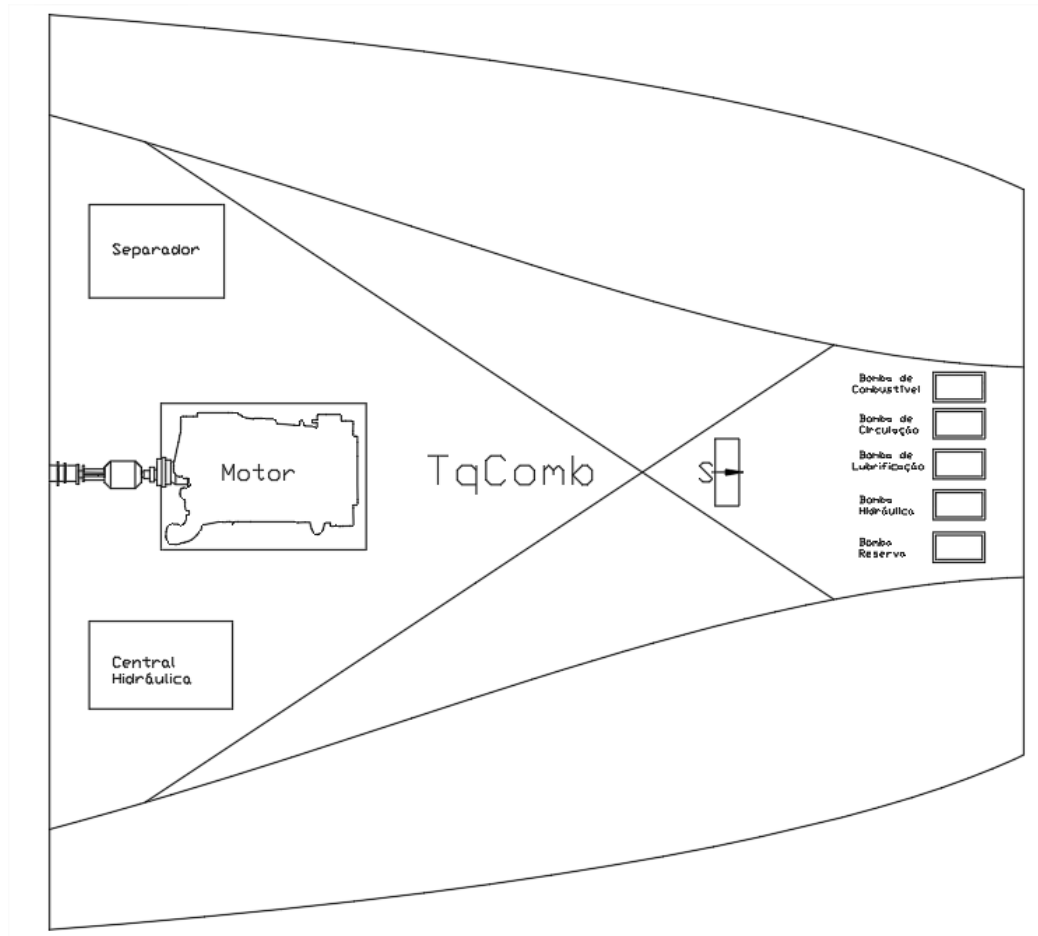 Separador
Bomba de
Combustível
Bomba de
Circulação
Bomba de
Lubrificação
Bomba
Hidráulica
Bomba
Reserva
Motor
TqComb
S
Central
Hidráulica